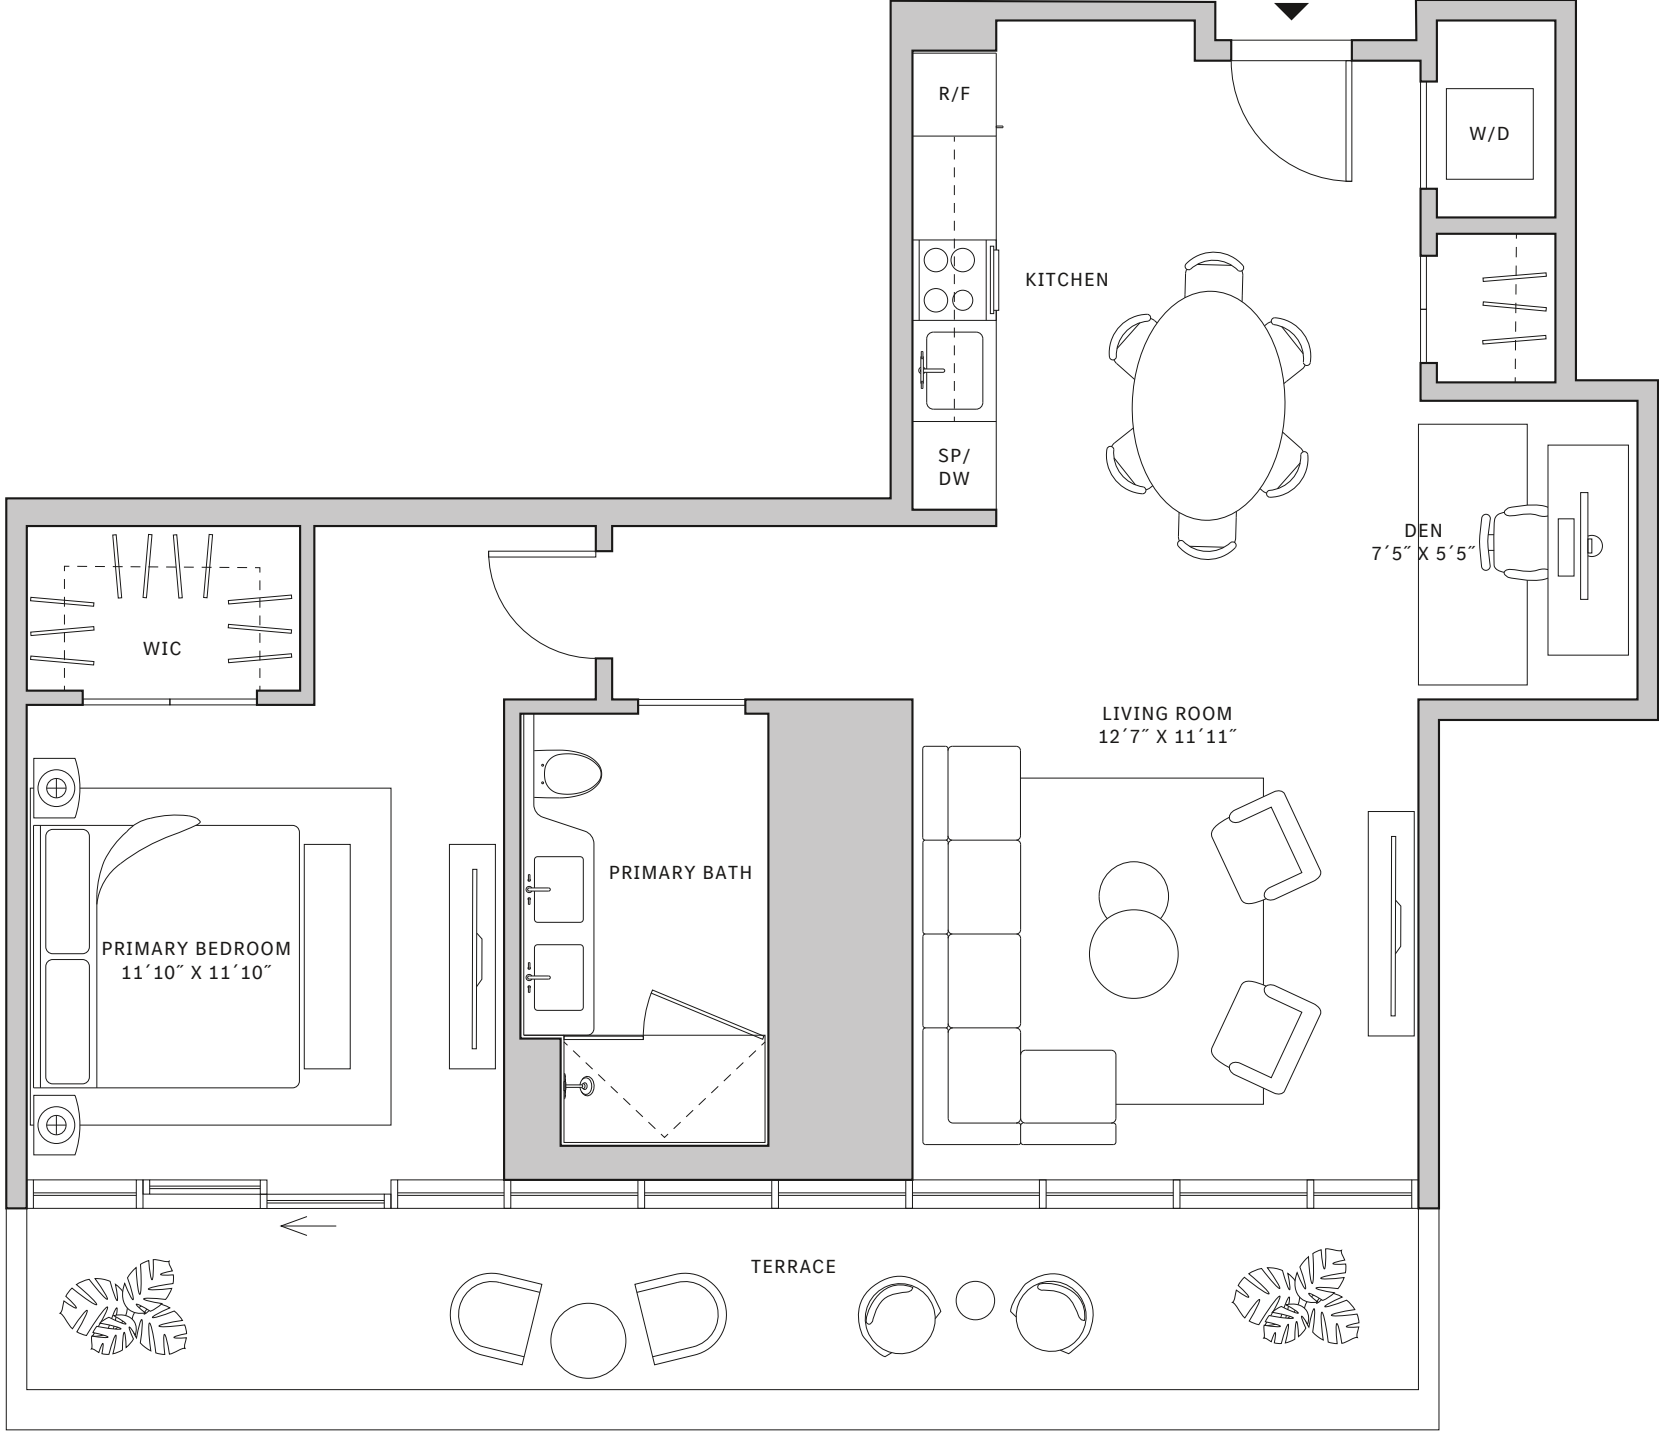 R/F
W/D
KITCHEN
SP/
DW
DEN
7´5˝ X 5´5˝
WIC
LIVING ROOM
12´7˝ X 11´11˝
PRIMARY BATH
PRIMARY BEDROOM
11´10˝ X 11´10˝
TERRACE